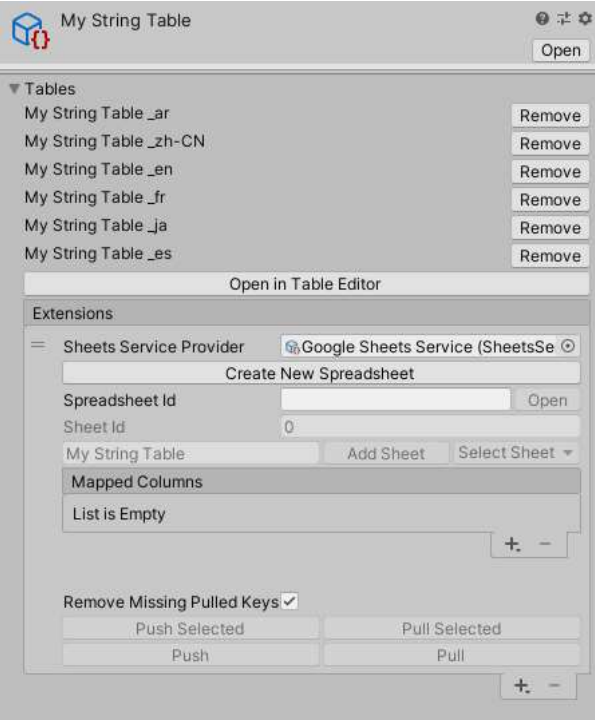 My String Table
Open
Tables
My String Table _ar Remove
My String Table _zh-CN Remove
My String Table _en Remove
My String Table _fr Remove
My String Table _ja Remove
My String Table _es Remove
Open in Table Editor
Extensions
Sheets Service Provider Google Sheets Service (SheetsSe
Create New Spreadsheet
Spreadsheet Id Open
Sheet Id 0
My String Table Add Sheet Select Sheet
Mapped Columns
List is Empty
Remove Missing Pulled Keys
Push Selected Pull Selected
Push Pull